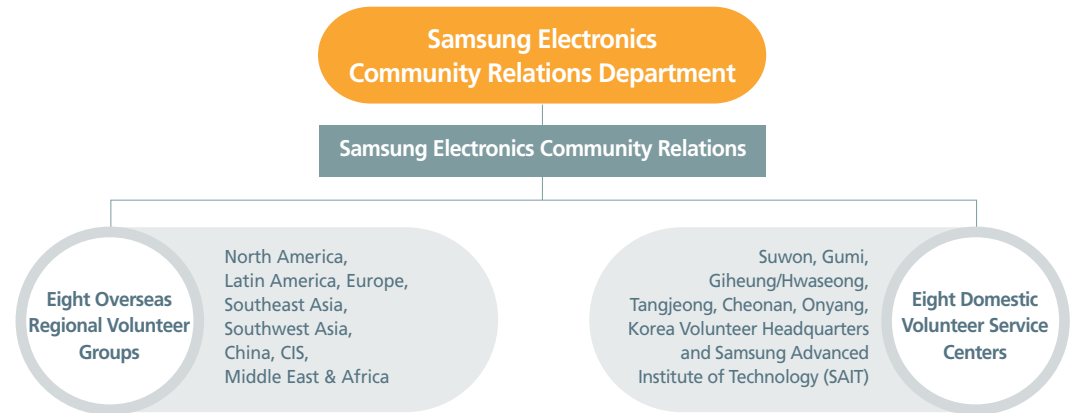 Samsung Electronics
Community Relations Department
Samsung Electronics Community Relations
Eight Overseas
Regional Volunteer
Groups
North America,
Latin America, Europe,
Southeast Asia,
Southwest Asia,
China, CIS,
Middle East & Africa
Suwon, Gumi,
Giheung/Hwaseong,
Tangjeong, Cheonan, Onyang,
Korea Volunteer Headquarters
and Samsung Advanced
Institute of Technology (SAIT)
Eight Domestic
Volunteer Service
Centers